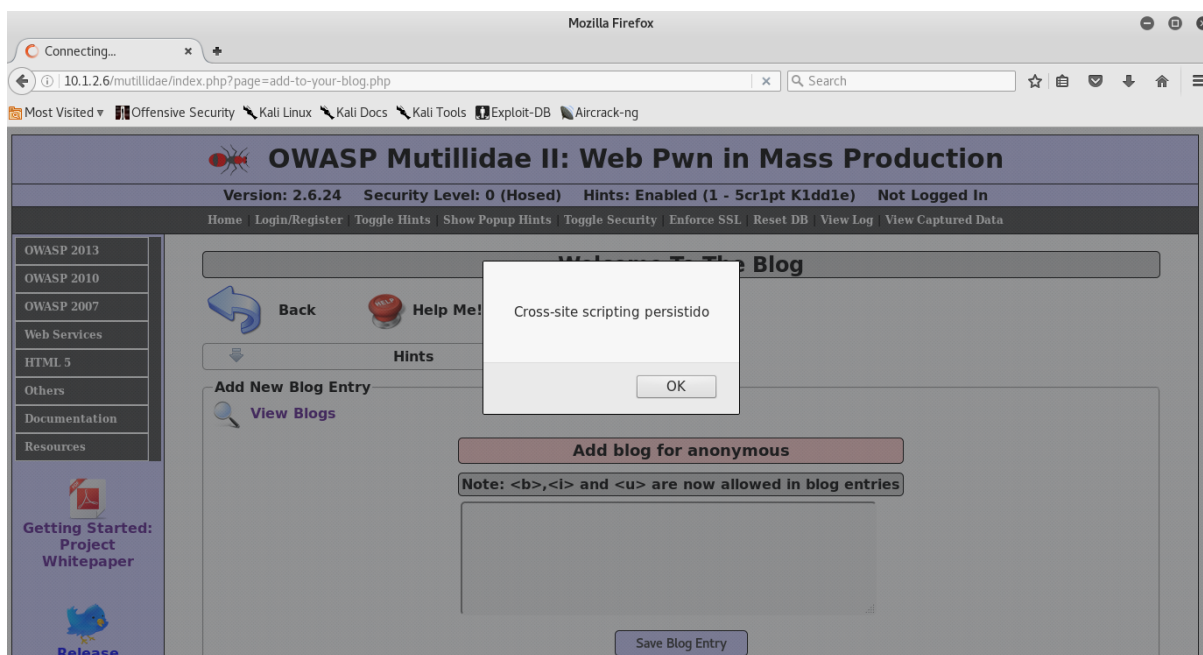 Mozilla Firefox
Connecting...
10.1.2.6/mutillidae/index.php?page=add-to-your-blog.php
Search
Most Visited
Offensive Security
Kali Linux
Kali Docs
Kali Tools
Exploit-DB
Aircrack-ng
OWASP Mutillidae II: Web Pwn in Mass Production
Version: 2.6.24 Security Level: 0 (Hosed) Hints: Enabled (1 - 5cr1pt K1dd1e) Not Logged In
Home | Login/Register | Toggle Hints | Show Popup Hints | Toggle Security | Enforce SSL | Reset DB | View Log | View Captured Data
OWASP 2013
OWASP 2010
OWASP 2007
Web Services
HTML 5
Others
Documentation
Resources
Getting Started:
Project
Whitepaper
Release
Welcome To The Blog
Back
HELP
Help Me!
Hints
Cross-site scripting persistido
OK
Add New Blog Entry
View Blogs
Add blog for anonymous
Note: <b>,<i> and <u> are now allowed in blog entries
Save Blog Entry